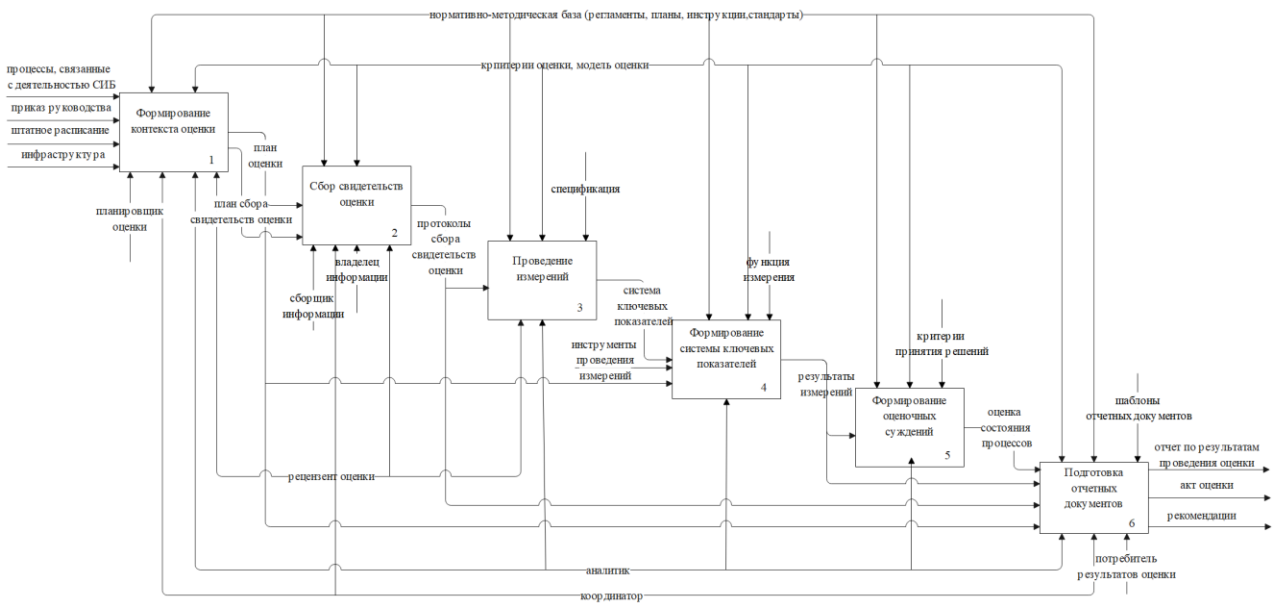 нормативно-методическая база (регламенты, планы, инструкции,стандарты)
крпитерии оценки, модель оценки
процессы, связанные
с деятельностью СИБ
приказ руководства
штатное расписание
инфраструктура
Формирование
контекста оценки
1
план
оценки
план сбора
свидетельств оценки
планировщик
оценки
Сбор свидетельств
оценки
2
протоколы
сбора
свидетельств
оценки
владелец
информации
сборщик
информации
спецификация
Проведение
измерений
3
система
ключевых
показателей
функция
измерения
инструменты
проведения
измерений
Формирование
системы ключевых
показателей
4
результаты
измерений
критерии
принятия решений
Формирование
оценочных
суждений
5
оценка
состояния
процессов
шаблоны
отчетных документов
Подготовка
отчетных
документов
6
отчет по результатам
проведения оценки
акт оценки
рекомендации
рецензент оценки
аналитик
координатор
потребитель
результатов оценки